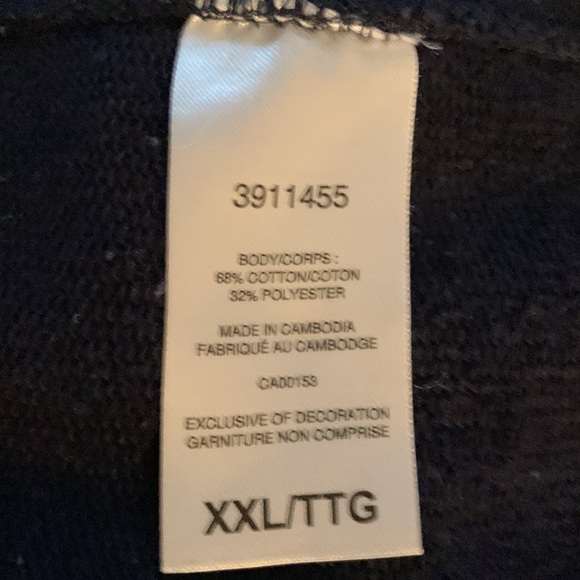 3911455
BODY/CORPS :
68% COTTON/COTON
32% POLYESTER
MADE IN CAMBODIA
FABRIQUÉ AU CAMBODGE
CA00153
EXCLUSIVE OF DECORATION
GARNITURE NON COMPRISE
XXL/TTG